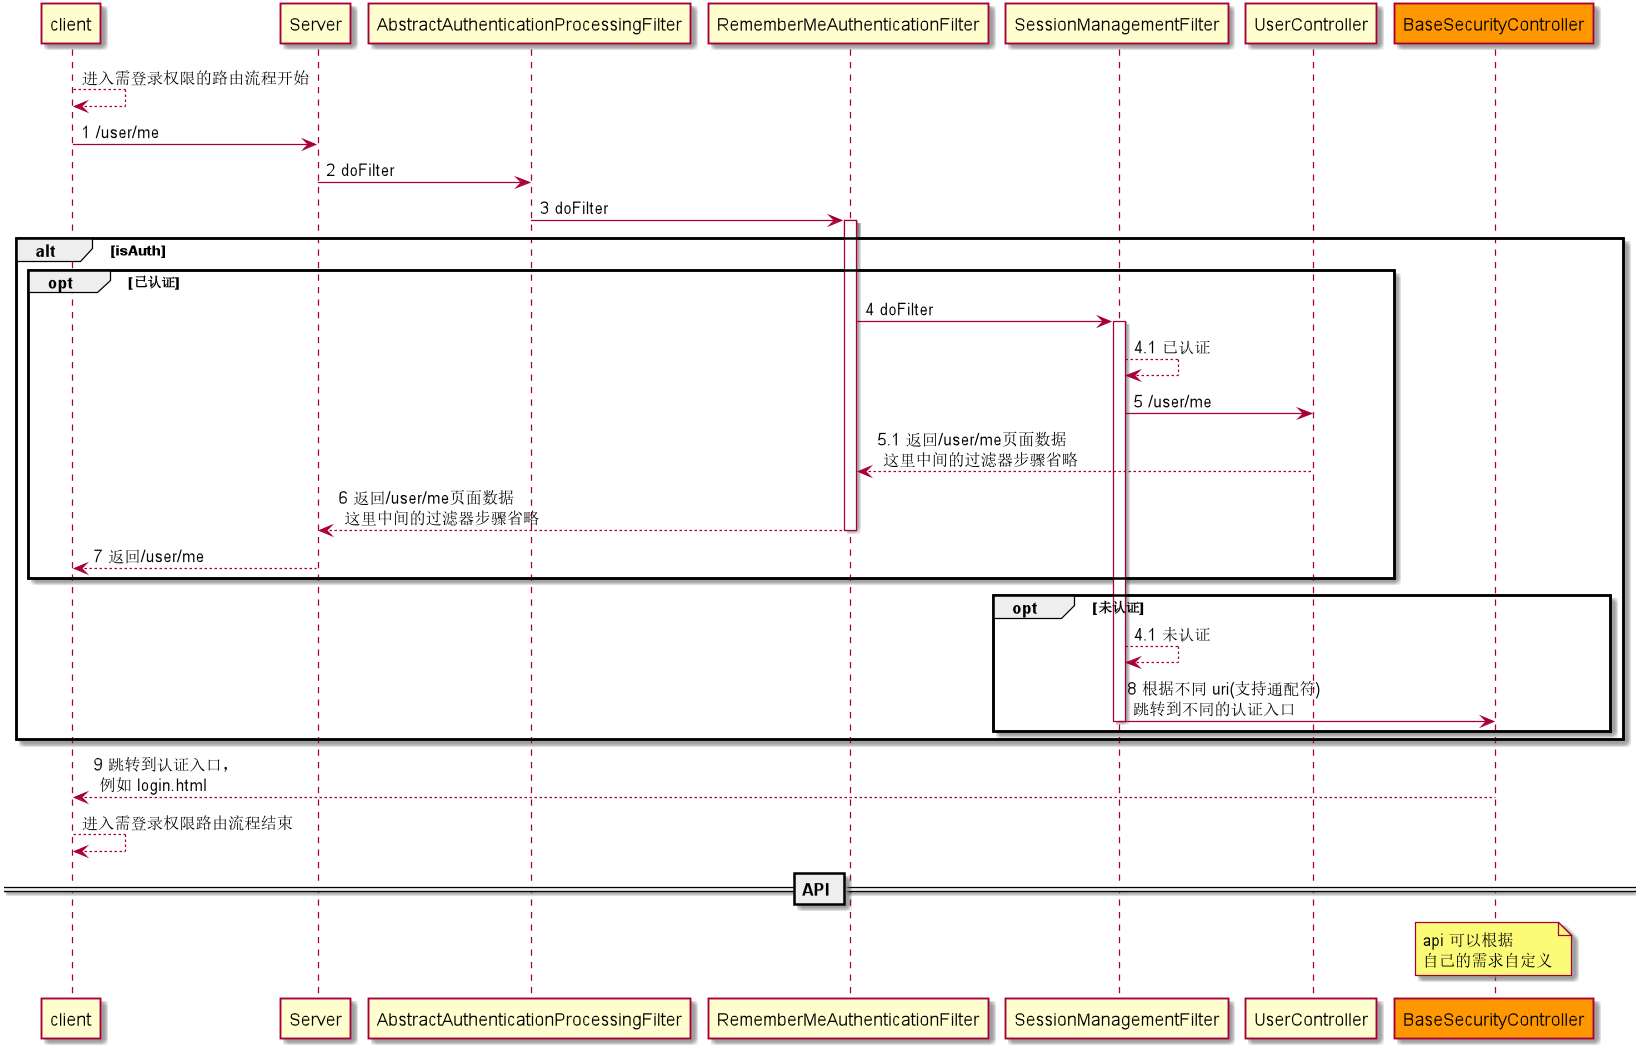 client
Server
AbstractAuthenticationProcessingFilter
RememberMeAuthenticationFilter
SessionManagementFilter
UserController
BaseSecurityController
进入需登录权限的路由流程开始
1 /user/me
2 doFilter
3 doFilter
alt [isAuth]
opt [已认证]
4 doFilter
4.1 已认证
5 /user/me
5.1 返回/user/me页面数据
这里中间的过滤器步骤省略
6 返回/user/me页面数据
这里中间的过滤器步骤省略
7 返回/user/me
opt [未认证]
4.1 未认证
8 根据不同 uri(支持通配符)
跳转到不同的认证入口
9 跳转到认证入口，
例如 login.html
进入需登录权限路由流程结束
API
api 可以根据
自己的需求自定义
client
Server
AbstractAuthenticationProcessingFilter
RememberMeAuthenticationFilter
SessionManagementFilter
UserController
BaseSecurityController